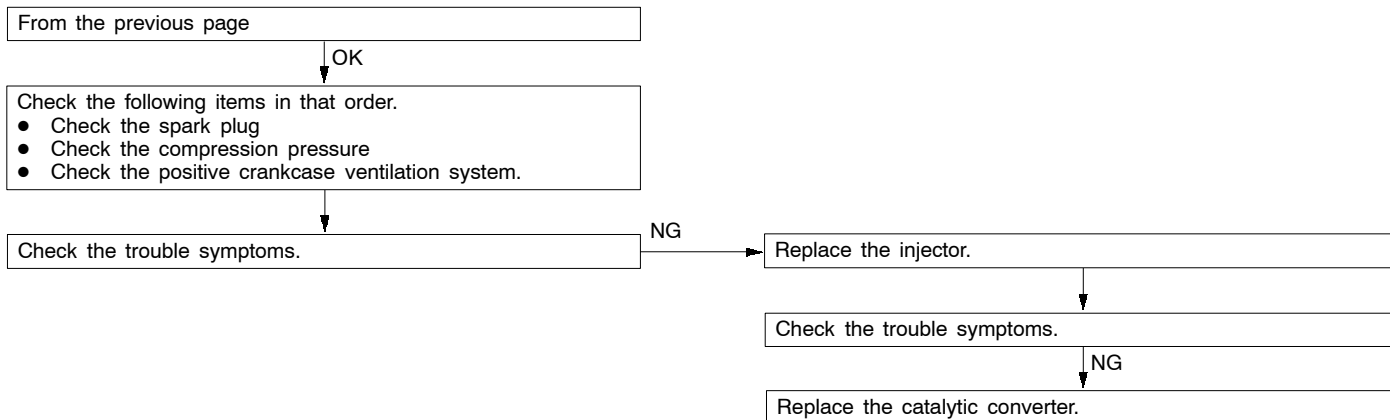 From the previous page
OK
Check the following items in that order.
● Check the spark plug
● Check the compression pressure
● Check the positive crankcase ventilation system.
Check the trouble symptoms.
NG
Replace the injector.
Check the trouble symptoms.
NG
Replace the catalytic converter.